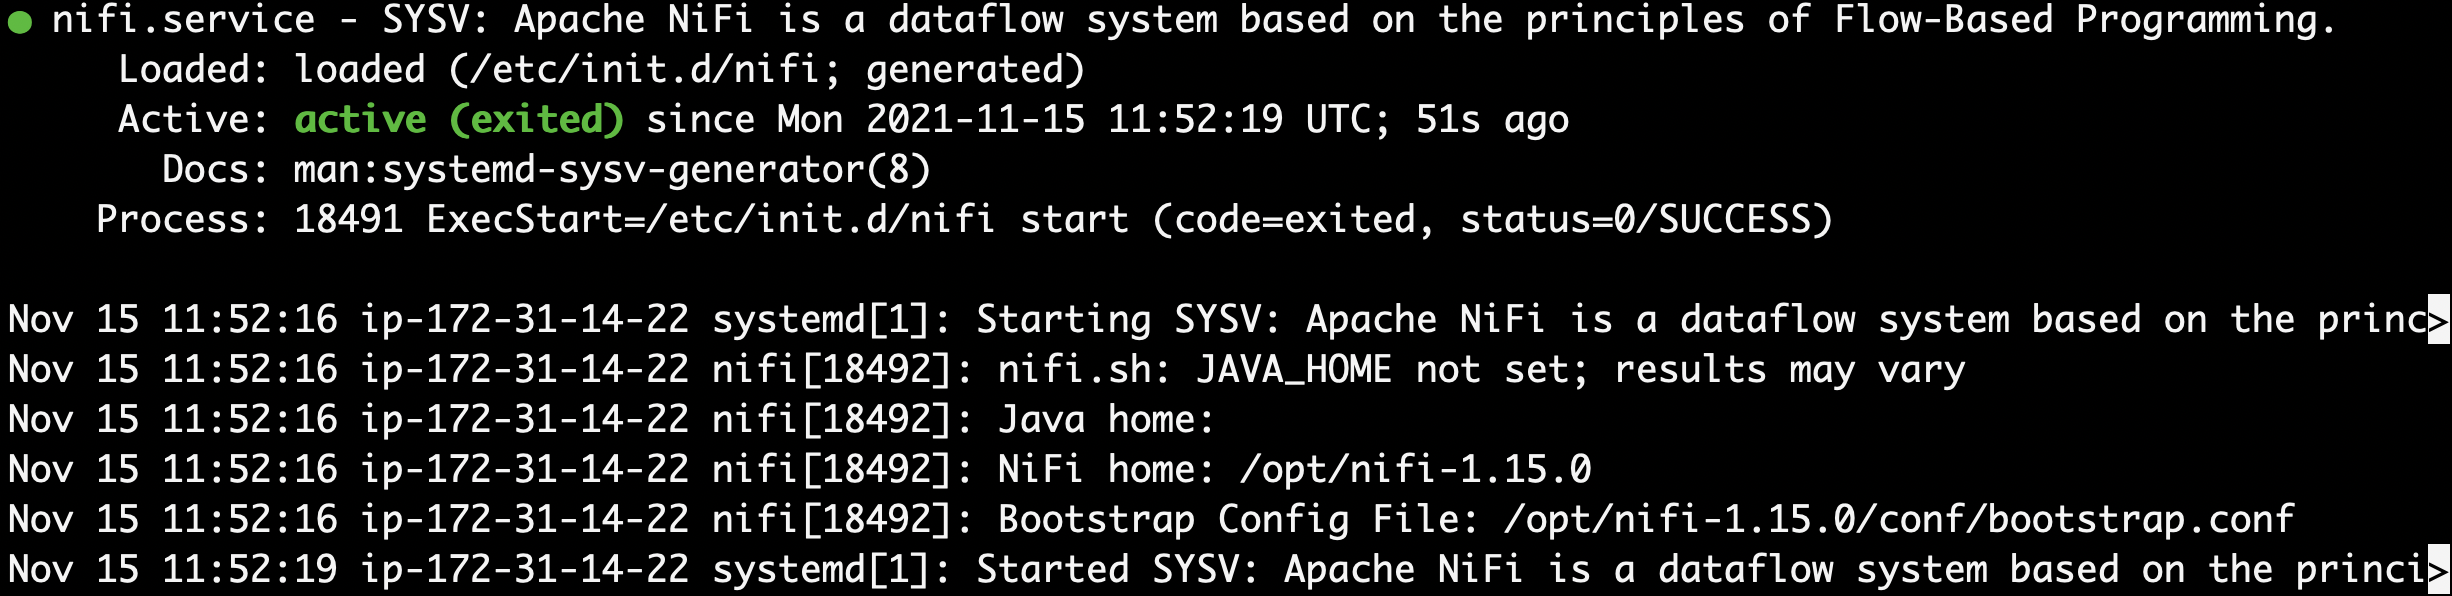 ● nifi.service - SYSV: Apache NiFi is a dataflow system based on the principles of Flow-Based Programming.
     Loaded: loaded (/etc/init.d/nifi; generated)
     Active: active (exited) since Mon 2021-11-15 11:52:19 UTC; 51s ago
       Docs: man:systemd-sysv-generator(8)
    Process: 18491 ExecStart=/etc/init.d/nifi start (code=exited, status=0/SUCCESS)

Nov 15 11:52:16 ip-172-31-14-22 systemd[1]: Starting SYSV: Apache NiFi is a dataflow system based on the princ>
Nov 15 11:52:16 ip-172-31-14-22 nifi[18492]: nifi.sh: JAVA_HOME not set; results may vary
Nov 15 11:52:16 ip-172-31-14-22 nifi[18492]: Java home:
Nov 15 11:52:16 ip-172-31-14-22 nifi[18492]: NiFi home: /opt/nifi-1.15.0
Nov 15 11:52:16 ip-172-31-14-22 nifi[18492]: Bootstrap Config File: /opt/nifi-1.15.0/conf/bootstrap.conf
Nov 15 11:52:19 ip-172-31-14-22 systemd[1]: Started SYSV: Apache NiFi is a dataflow system based on the princi>